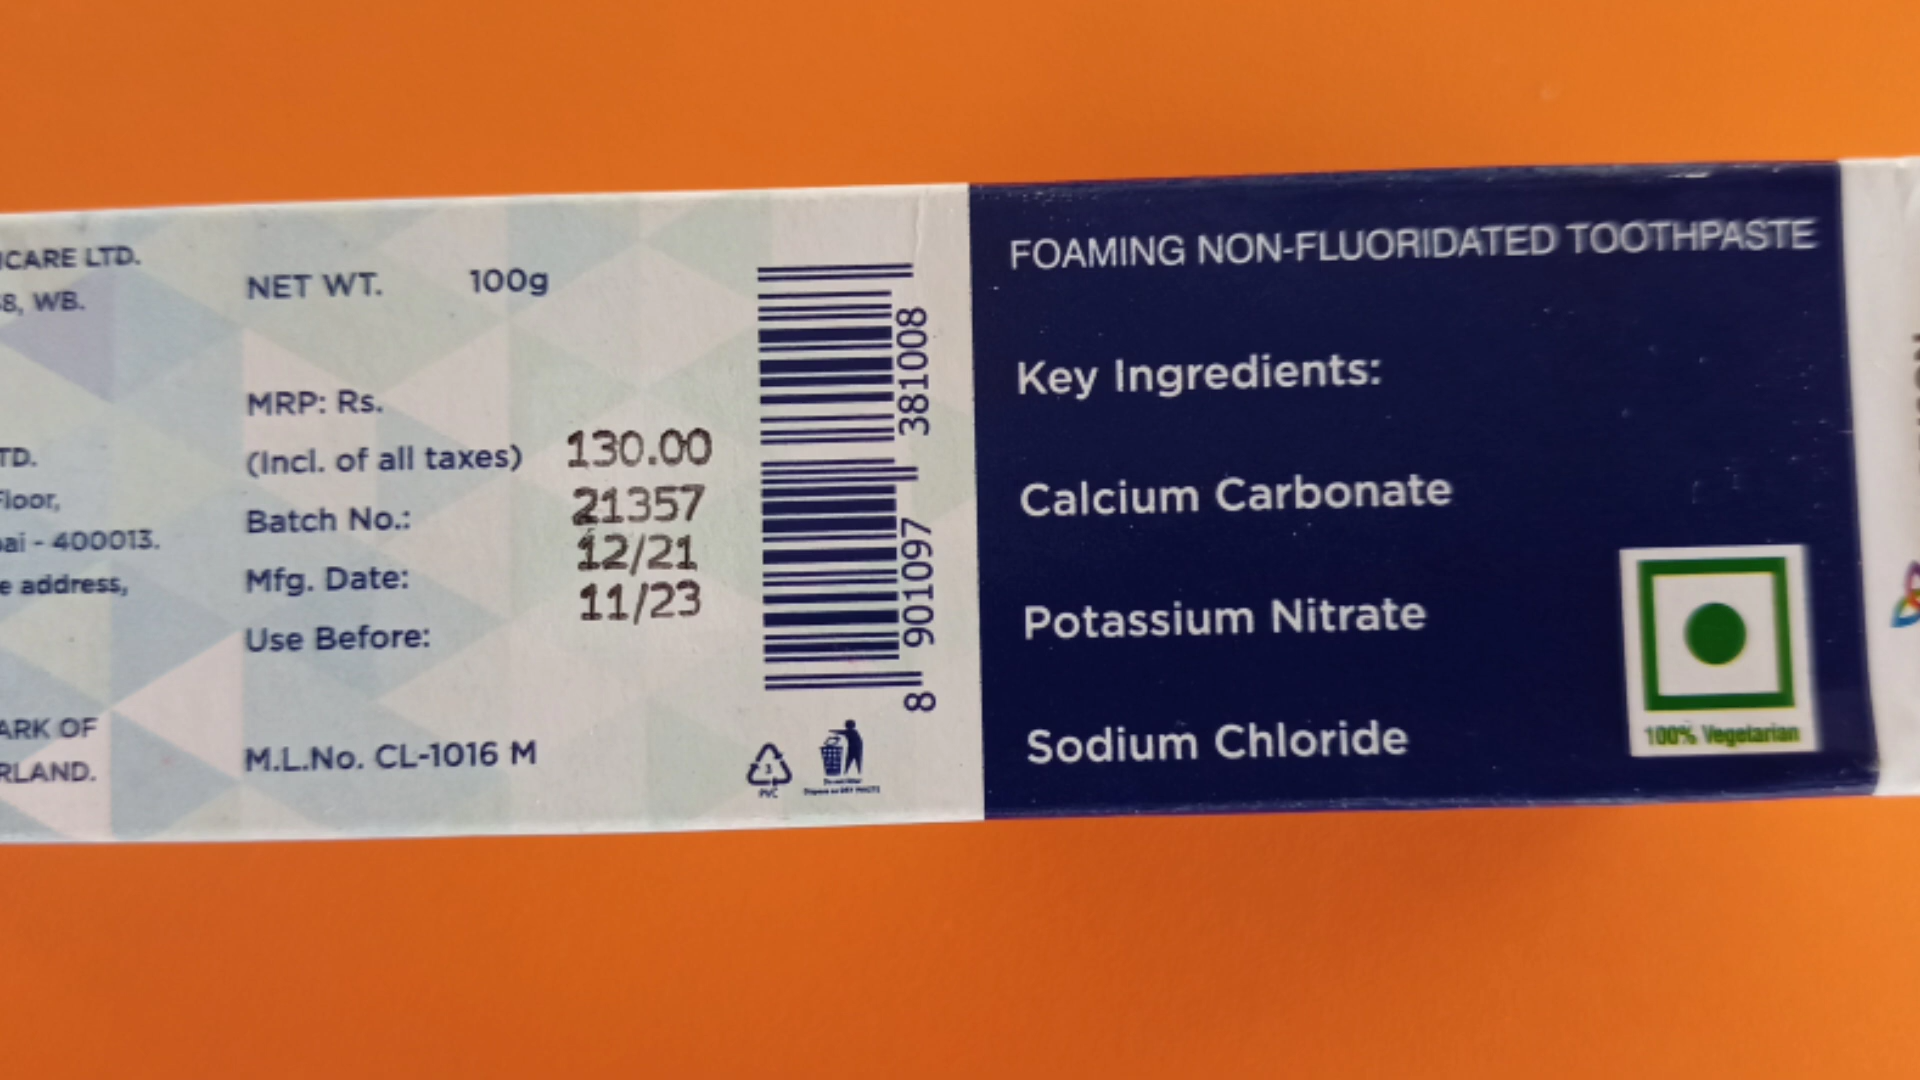 ICARE LTD.
8, WB.
TD.
Floor,
ai - 400013.
e address,
ARK OF
RLAND.
NET WT. 100g
MRP: Rs.
(Incl. of all taxes) 130.00
Batch No.: 21357
Mfg. Date: 12/21
Use Before: 11/23
M.L.No. CL-1016 M
8 901097 381008
1
PVC
FOAMING NON-FLUORIDATED TOOTHPASTE
Key Ingredients:
Calcium Carbonate
Potassium Nitrate
Sodium Chloride
100% Vegetarian